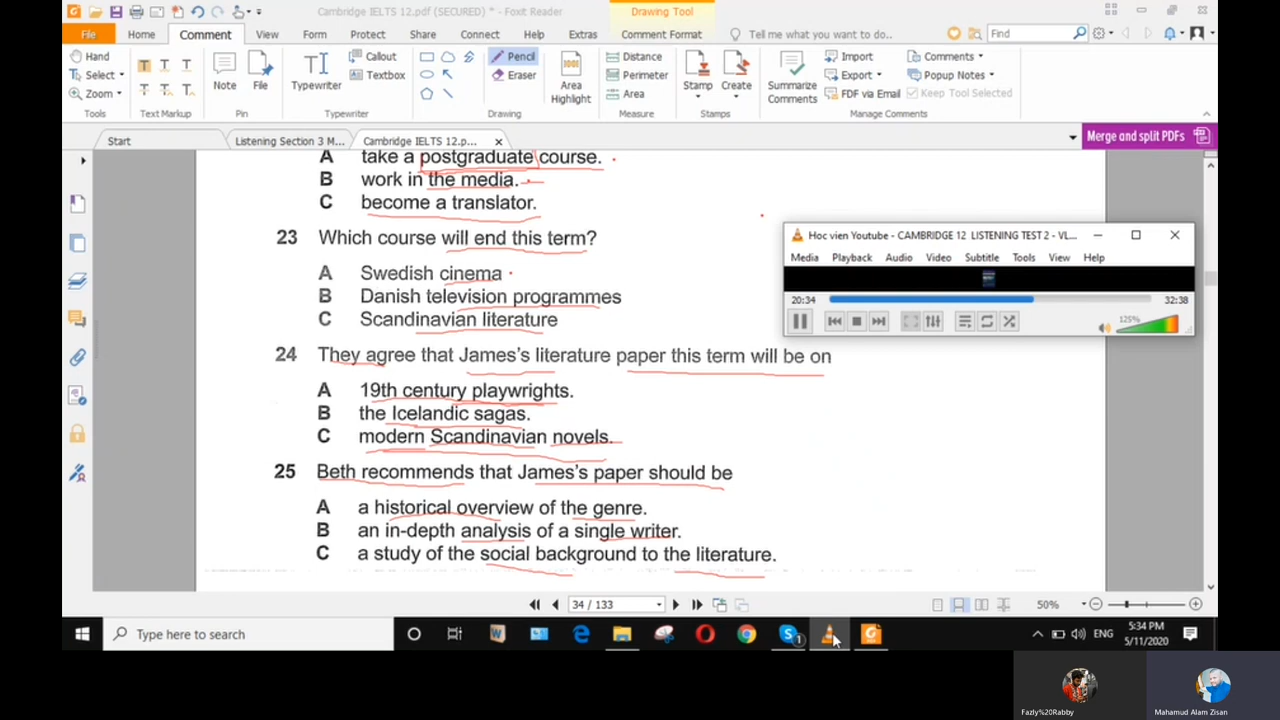 Cambridge IELTS 12.pdf (SECURED) * - Foxit Reader
Drawing Tool
File Home Comment View Form Protect Share Connect Help Extras Comment Format Tell me what you want to do.. Find
Hand
Select
Zoom
Tools
Text Markup
Note
File
Pin
Typewriter
Callout
Textbox
Typewriter
Pencil
Eraser
Drawing
Area Highlight
Distance
Perimeter
Area
Measure
Stamp
Create
Stamps
Summarize Comments
Import
Export
FDF via Email
Comments
Popup Notes
Keep Tool Selected
Manage Comments
Start
Listening Section 3 M...
Cambridge IELTS 12.p...
Merge and split PDFs
A take a postgraduate course.
B work in the media.
C become a translator.
23 Which course will end this term?
A Swedish cinema
B Danish television programmes
C Scandinavian literature
24 They agree that James's literature paper this term will be on
A 19th century playwrights.
B the Icelandic sagas.
C modern Scandinavian novels.
25 Beth recommends that James's paper should be
A a historical overview of the genre.
B an in-depth analysis of a single writer.
C a study of the social background to the literature.
Hoc vien Youtube - CAMBRIDGE 12 LISTENING TEST 2 - VL...
Media Playback Audio Video Subtitle Tools View Help
20:34
32:38
125%
34 / 133
50%
Type here to search
ENG
5:34 PM
5/11/2020
Fazly%20Rabby
Mahamud Alam Zisan